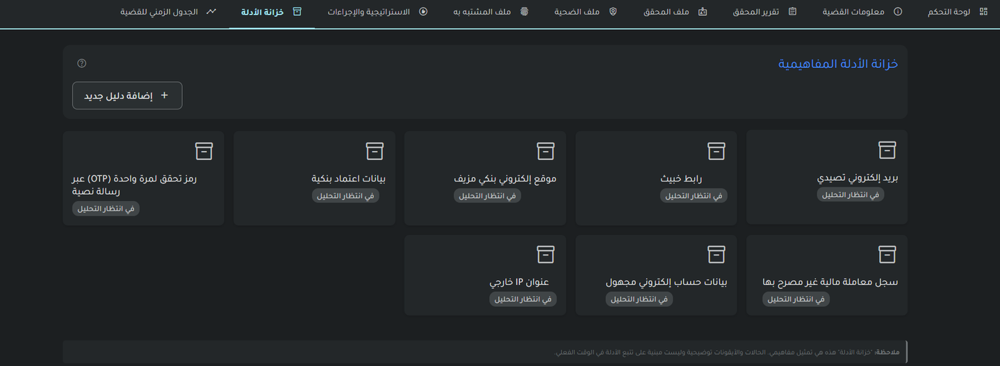 لوحة التحكم
معلومات القضية
تقرير المحقق
ملف المحقق
ملف الضحية
ملف المشتبه به
الاستراتيجية والإجراءات
خزانة الأدلة
الجدول الزمني للقضية
خزانة الأدلة المفاهيمية
+ إضافة دليل جديد
بريد إلكتروني تصيدي
في انتظار التحليل
رابط خبيث
في انتظار التحليل
موقع إلكتروني بنكي مزيف
في انتظار التحليل
بيانات اعتماد بنكية
في انتظار التحليل
رمز تحقق لمرة واحدة (OTP) عبر
رسالة نصية
في انتظار التحليل
سجل معاملة مالية غير مصرح بها
في انتظار التحليل
بيانات حساب إلكتروني مجهول
في انتظار التحليل
عنوان IP خارجي
في انتظار التحليل
ملاحظة: "خزانة الأدلة" هذه هي تمثيل مفاهيمي. الحالات والأيقونات توضيحية وليست مبنية على تتبع الأدلة في الوقت الفعلي.